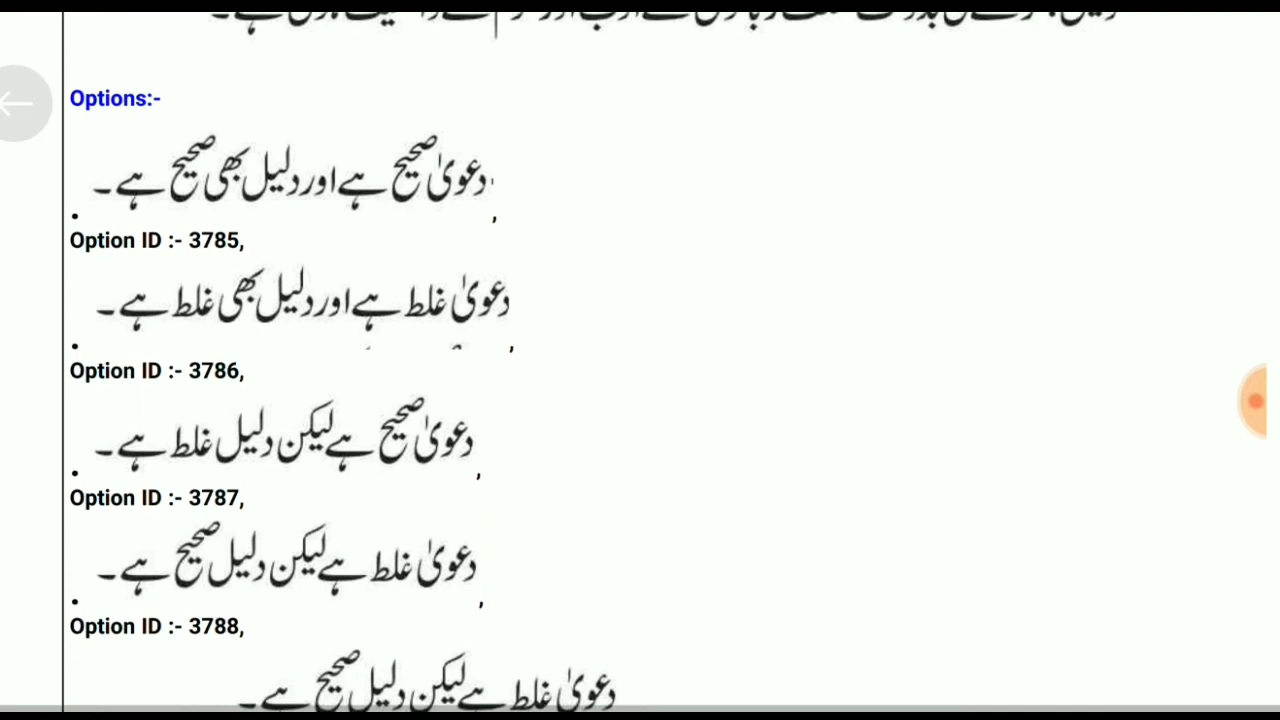 Options:-
دعویٰ صحیح ہے اور دلیل بھی صحیح ہے۔
Option ID :- 3785,
دعویٰ غلط ہے اور دلیل بھی غلط ہے۔
Option ID :- 3786,
دعویٰ صحیح ہے لیکن دلیل غلط ہے۔
Option ID :- 3787,
دعویٰ غلط ہے لیکن دلیل صحیح ہے۔
Option ID :- 3788,
دعویٰ غلط ہے لیکن دلیل صحیح ہے۔